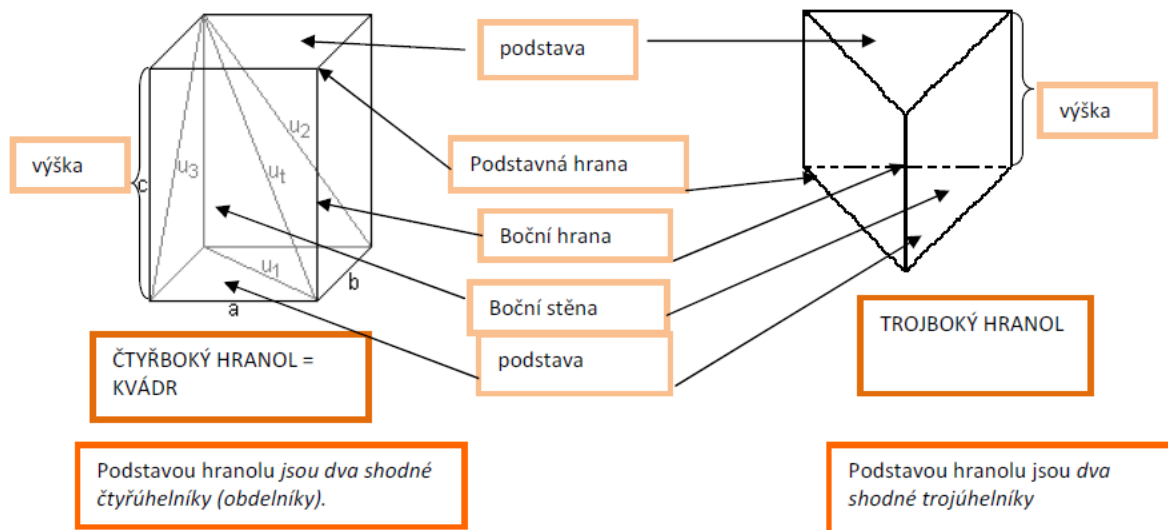 podstava
výška
výška
Podstavná hrana
Boční hrana
Boční stěna
podstava
c
u3
ut
u2
u1
b
a
ČTYŘBOKÝ HRANOL =
KVÁDR
TROJBOKÝ HRANOL
Podstavou hranolu jsou dva shodné
čtyřúhelníky (obdelníky).
Podstavou hranolu jsou dva
shodné trojúhelníky